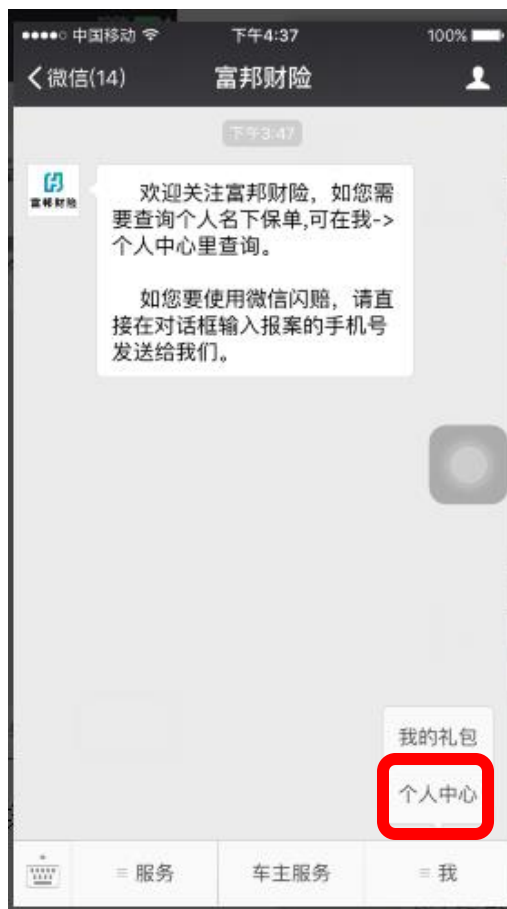 中国移动 下午4:37 100%
微信(14) 富邦财险
下午3:47
富邦财险
欢迎关注富邦财险，如您需
要查询个人名下保单,可在我->
个人中心里查询。
如您要使用微信闪赔，请直
接在对话框输入报案的手机号
发送给我们。
我的礼包
个人中心
服务 车主服务 我